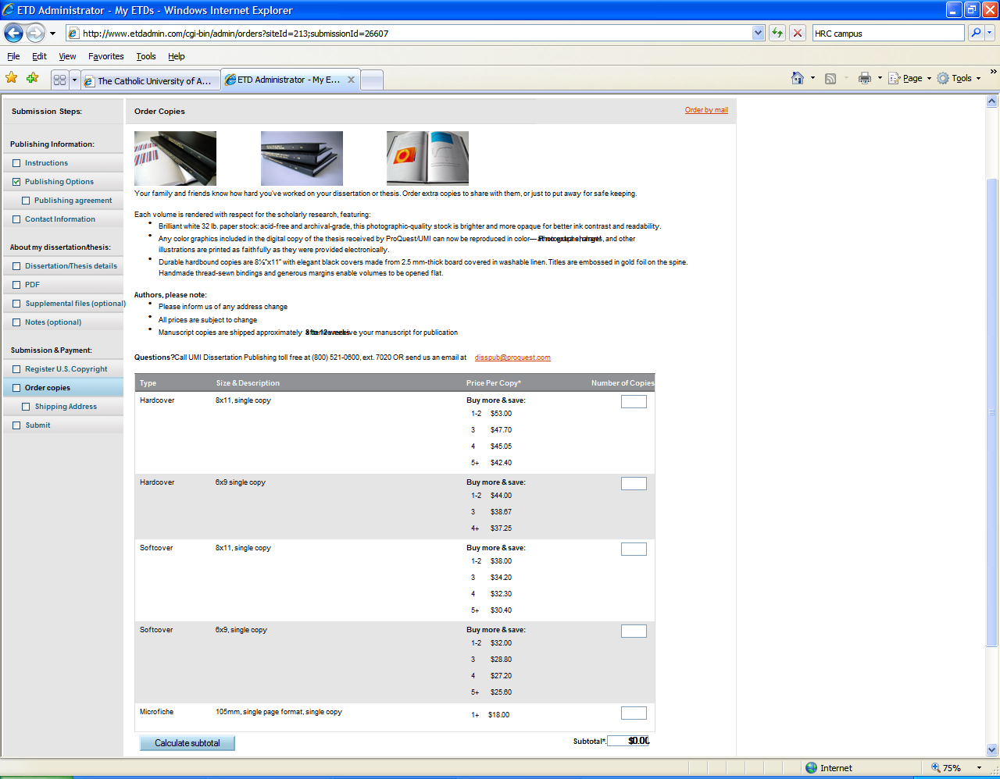 ETD Administrator - My ETDs - Windows Internet Explorer
http://www.etdadmin.com/cgi-bin/admin/orders?siteId=213;submissionId=26607
HRC campus
File Edit View Favorites Tools Help
The Catholic University of A...
ETD Administrator - My E...
Page
Tools
Submission Steps:
Publishing Information:
Instructions
Publishing Options
Publishing agreement
Contact Information
About my dissertation/thesis:
Dissertation/Thesis details
PDF
Supplemental files (optional)
Notes (optional)
Submission & Payment:
Register U.S. Copyright
Order copies
Shipping Address
Submit
Order Copies
Order by mail
Your family and friends know how hard you've worked on your dissertation or thesis. Order extra copies to share with them, or just to put away for safe keeping.
Each volume is rendered with respect for the scholarly research, featuring:
• Brilliant white 32 lb. paper stock: acid-free and archival-grade, this photographic-quality stock is brighter and more opaque for better ink contrast and readability.
• Any color graphics included in the digital copy of the thesis received by ProQuest/UMI can now be reproduced in color— and other
illustrations are printed as faithfully as they were provided electronically.
• Durable hardbound copies are 8½"x11" with elegant black covers made from 2.5 mm-thick board covered in washable linen. Titles are embossed in gold foil on the spine.
Handmade thread-sewn bindings and generous margins enable volumes to be opened flat.
Authors, please note:
• Please inform us of any address change
• All prices are subject to change
• Manuscript copies are shipped approximately your manuscript for publication
Questions?Call UMI Dissertation Publishing toll free at (800) 521-0600, ext. 7020 OR send us an email at disspub@proquest.com
Type Size & Description Price Per Copy* Number of Copies
Hardcover 8x11, single copy Buy more & save:
1-2 $53.00
3 $47.70
4 $45.05
5+ $42.40
Hardcover 6x9 single copy Buy more & save:
1-2 $44.00
3 $38.67
4+ $37.25
Softcover 8x11, single copy Buy more & save:
1-2 $38.00
3 $34.20
4 $32.30
5+ $30.40
Softcover 6x9, single copy Buy more & save:
1-2 $32.00
3 $28.80
4 $27.20
5+ $25.60
Microfiche 105mm, single page format, single copy 1+ $18.00
Calculate subtotal
Subtotal*: $0.00
Internet
75%